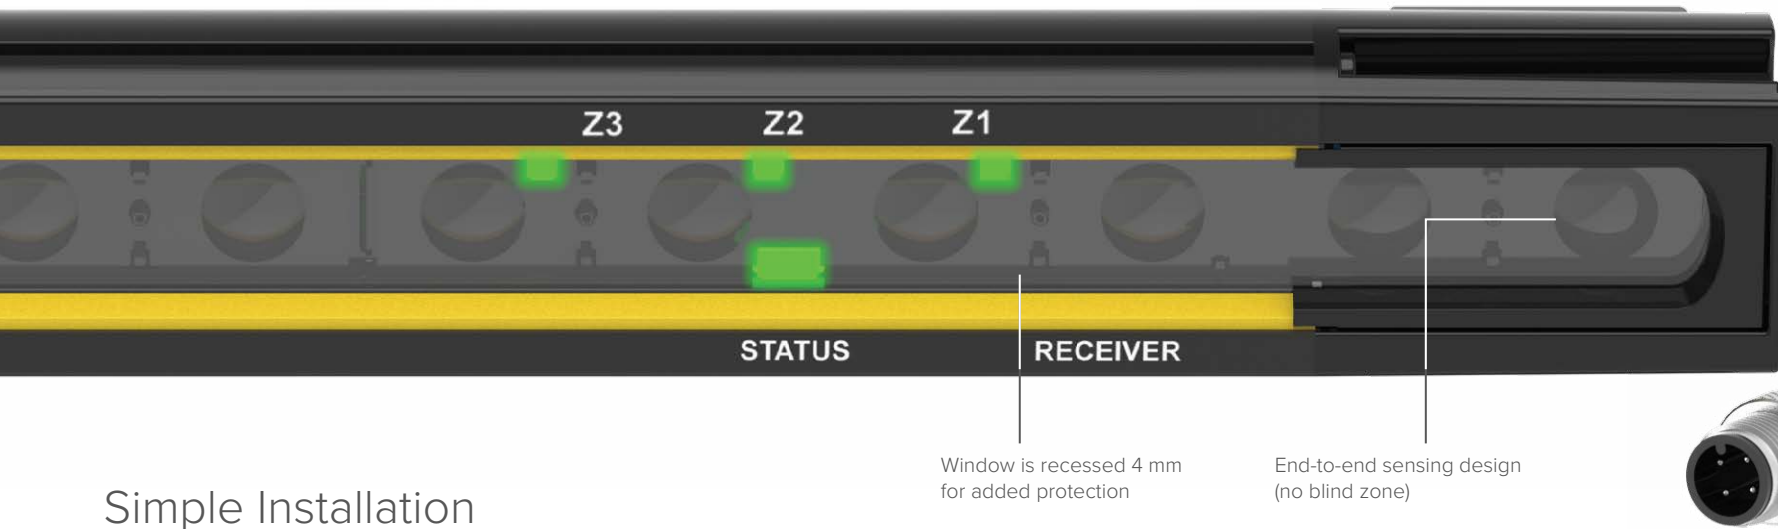 Z3 Z2 Z1
STATUS RECEIVER
Window is recessed 4 mm
for added protection
End-to-end sensing design
(no blind zone)
Simple Installation